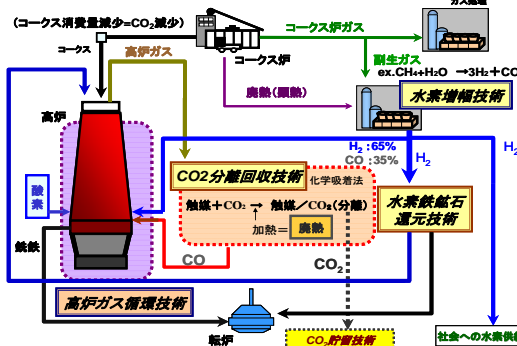 ガス処理
(コークス消費量減少=CO₂減少)
コークス炉ガス
コークス
高炉ガス
コークス炉
副生ガス
ex.CH₄+H₂O →3H₂+CO
廃熱(顕熱)
水素増幅技術
高炉
H₂ :65%
CO :35%
H₂
H₂
CO2分離回収技術
化学吸着法
触媒+CO₂ → 触媒/CO₂(分離)
加熱=
廃熱
酸素
水素鉄鉱石
還元技術
CO
CO₂
銑鉄
高炉ガス循環技術
転炉
CO₂貯留技術
社会への水素供給